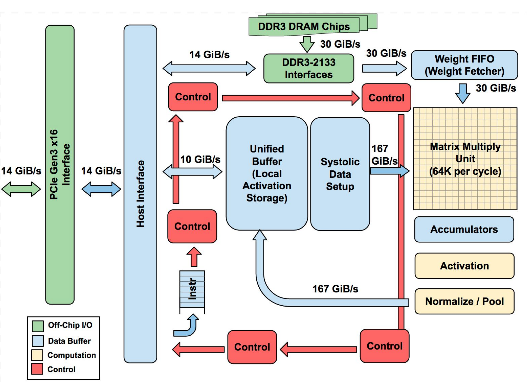 DDR3 DRAM Chips
30 GiB/s
14 GiB/s
DDR3-2133
Interfaces
30 GiB/s
Weight FIFO
(Weight Fetcher)
30 GiB/s
Control
Control
PCIe Gen3 x16
Interface
14 GiB/s
14 GiB/s
Host Interface
10 GiB/s
Unified
Buffer
(Local
Activation
Storage)
Systolic
Data
Setup
167
GiB/s
Matrix Multiply
Unit
(64K per cycle)
Control
Accumulators
Activation
Instr
167 GiB/s
Normalize / Pool
Off-Chip I/O
Data Buffer
Computation
Control
Control
Control